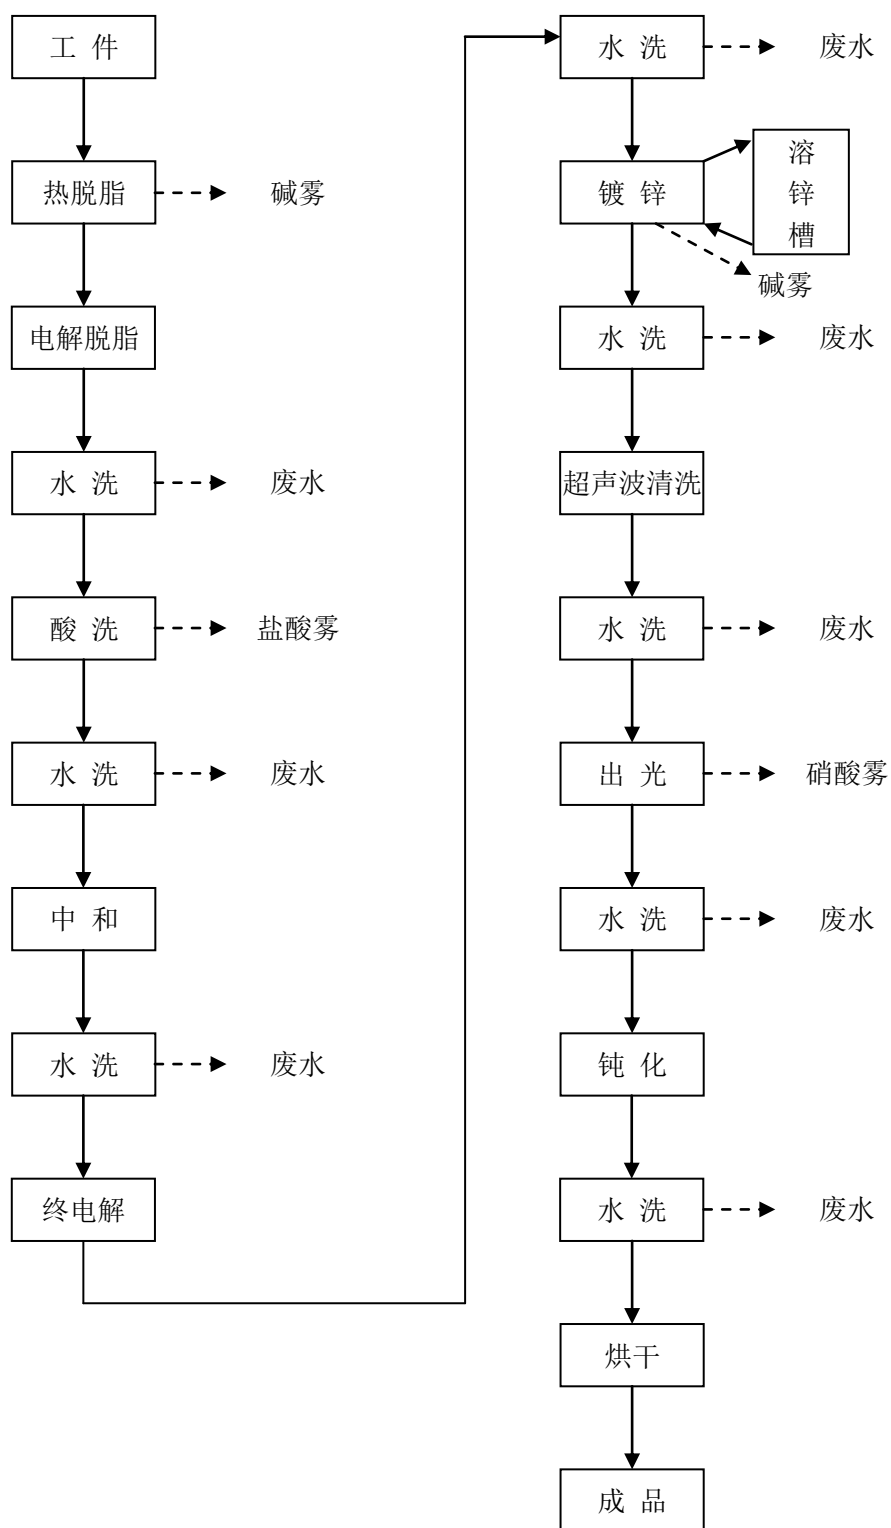 工 件
热脱脂
碱雾
电解脱脂
水 洗
废水
酸 洗
盐酸雾
水 洗
废水
中 和
水 洗
废水
终电解
水 洗
废水
镀 锌
溶
锌
槽
碱雾
水 洗
废水
超声波清洗
水 洗
废水
出 光
硝酸雾
水 洗
废水
钝 化
水 洗
废水
烘干
成 品